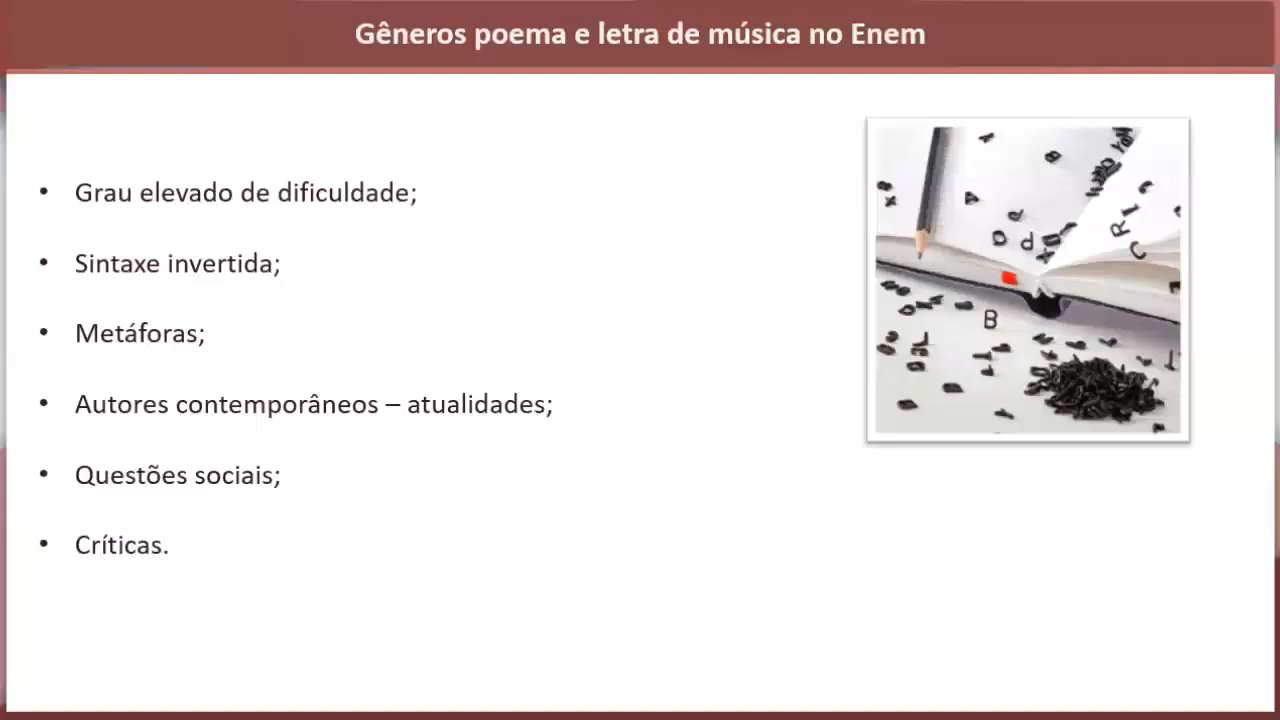 Gêneros poema e letra de música no Enem
• Grau elevado de dificuldade;
• Sintaxe invertida;
• Metáforas;
• Autores contemporâneos – atualidades;
• Questões sociais;
• Críticas.